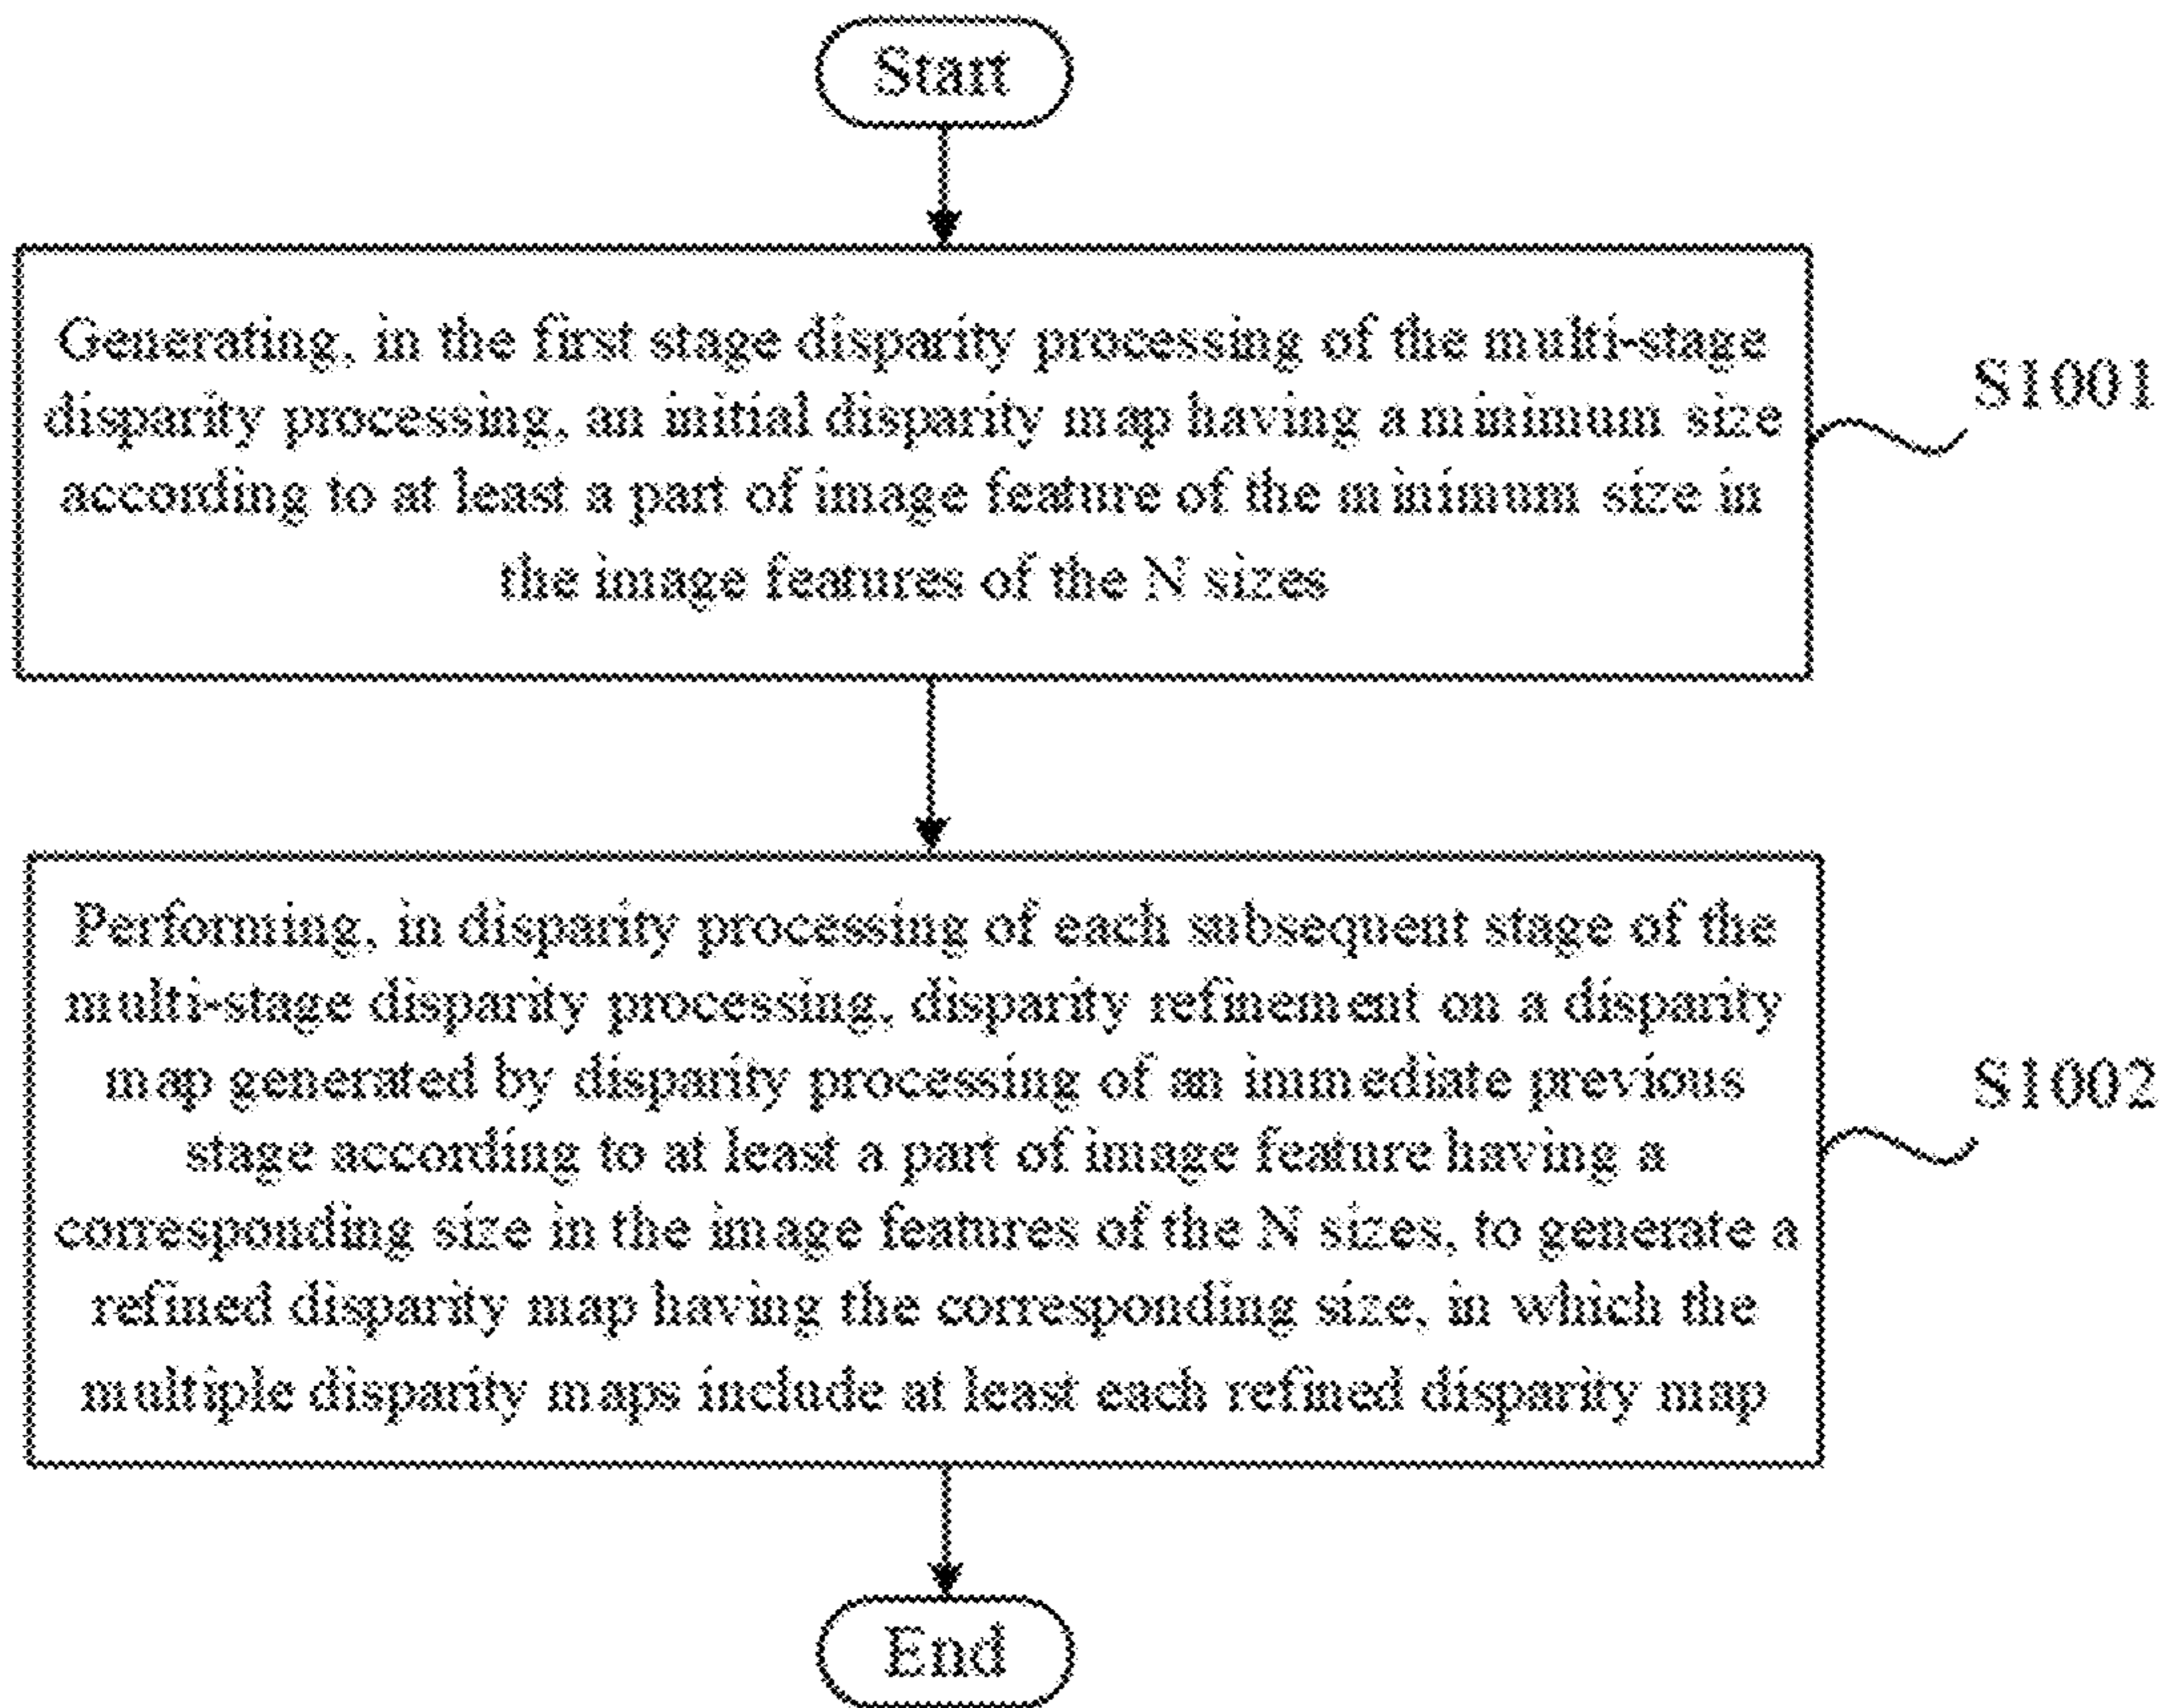 Start
Generating, in the first stage disparity processing of the multi-stage
disparity processing, an initial disparity map having a minimum size
according to at least a part of image feature of the minimum size in
the image features of the N sizes
S1001
Performing, in disparity processing of each subsequent stage of the
multi-stage disparity processing, disparity refinement on a disparity
map generated by disparity processing of an immediate previous
stage according to at least a part of image feature having a
corresponding size in the image features of the N sizes, to generate a
refined disparity map having the corresponding size, in which the
multiple disparity maps include at least each refined disparity map
S1002
End